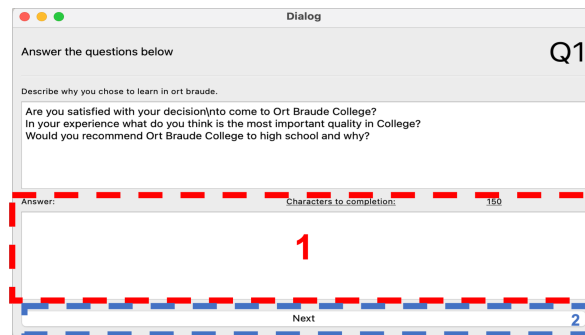 Dialog
Answer the questions below Q1
Describe why you chose to learn in ort braude.
Are you satisfied with your decision\nto come to Ort Braude College?
In your experience what do you think is the most important quality in College?
Would you recommend Ort Braude College to high school and why?
Answer: Characters to completion: 150
1
Next 2